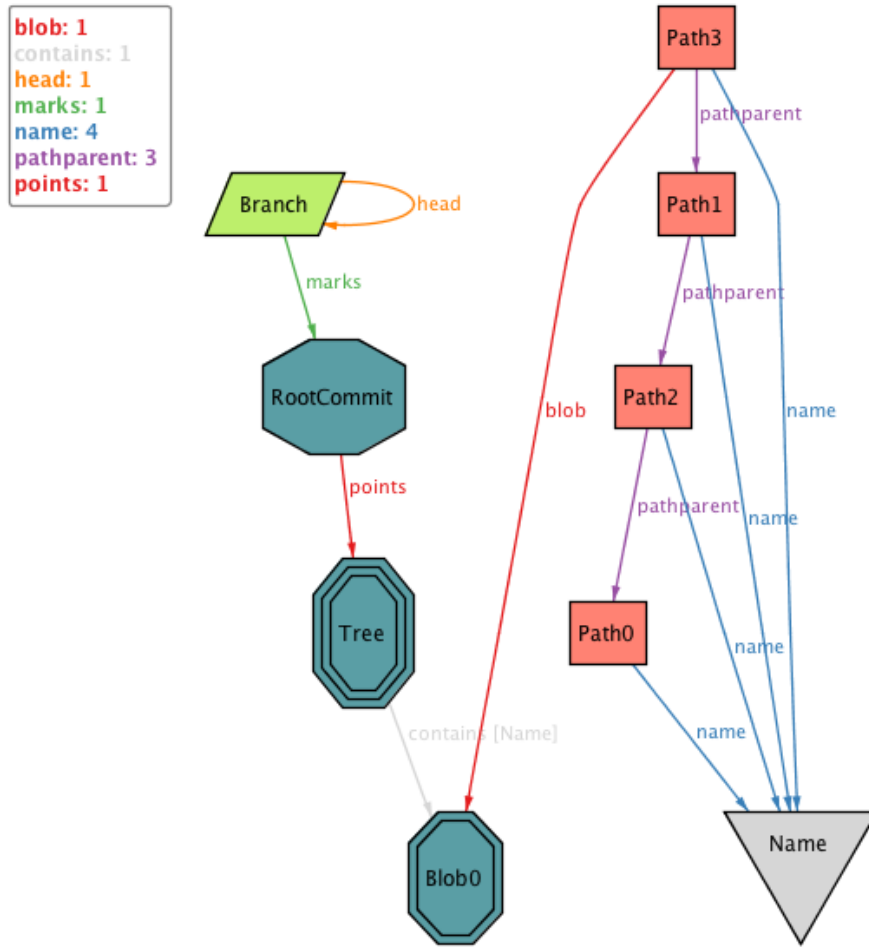 blob: 1
contains: 1
head: 1
marks: 1
name: 4
pathparent: 3
points: 1
Path3
pathparent
Branch
head
Path1
marks
pathparent
RootCommit
Path2
blob
name
points
pathparent
name
Tree
Path0
name
contains [Name]
name
Blob0
Name